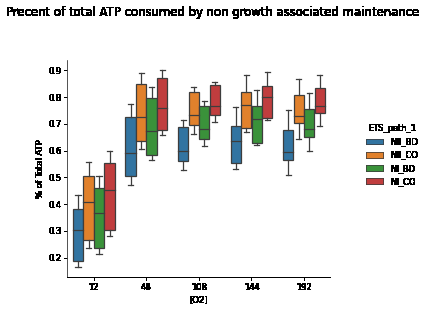 Precent of total ATP consumed by non growth associated maintenance
0.9
0.8
0.7
0.6
0.5
0.4
0.3
0.2
% of Total ATP
12 48 108 144 192
[O2]
ETS_path_1
NII_BD
NII_CO
NI_BD
NI_CO